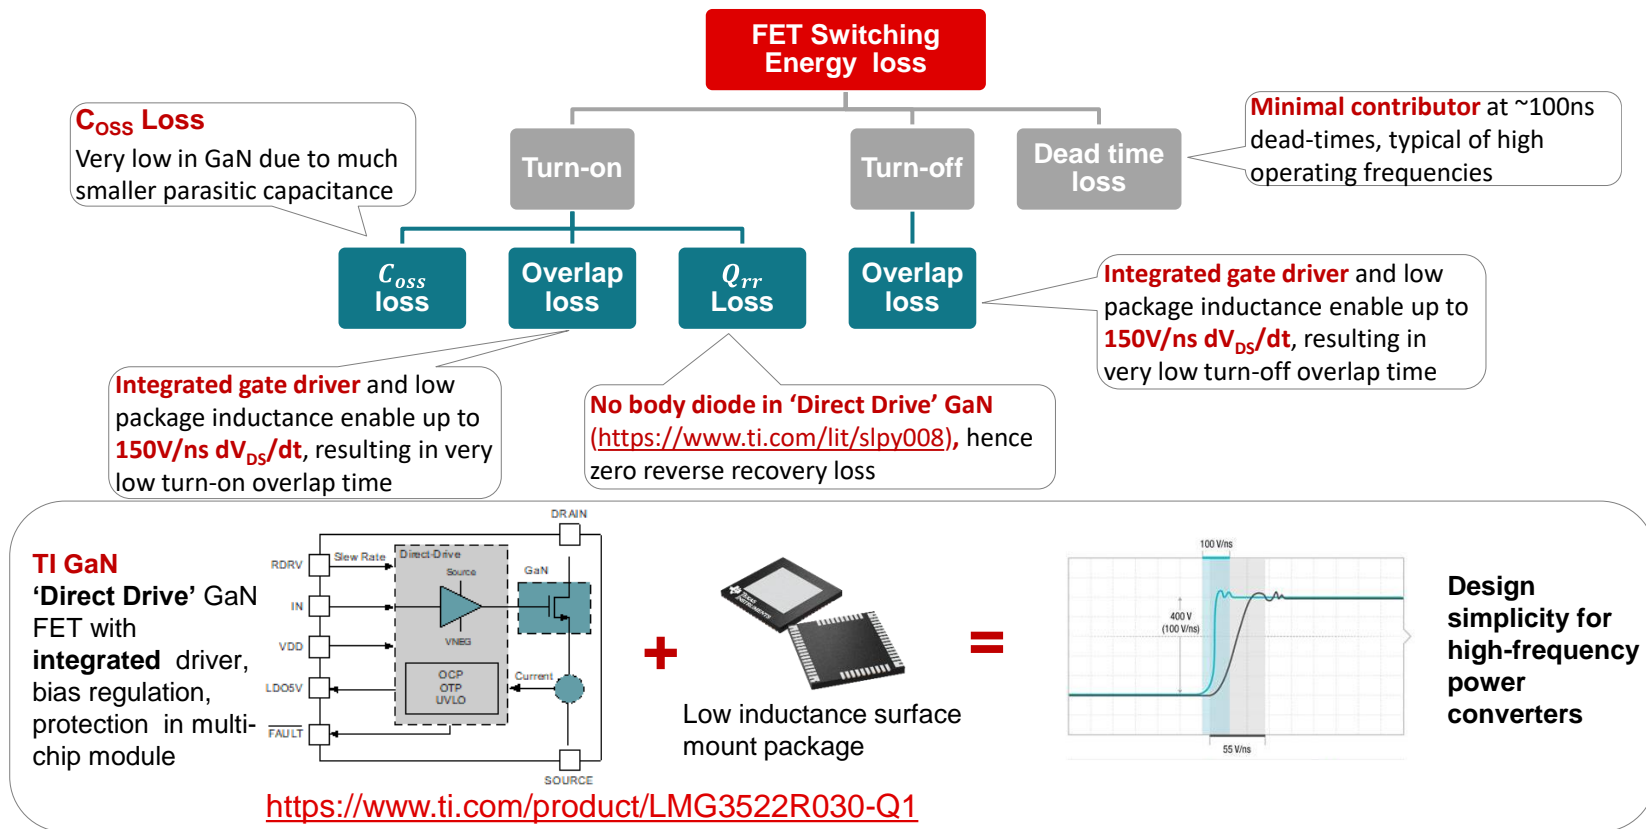 FET Switching
Energy loss
C_OSS Loss
Very low in GaN due to much
smaller parasitic capacitance
Turn-on
Turn-off
Dead time
loss
Minimal contributor at ~100ns
dead-times, typical of high
operating frequencies
C_oss
loss
Overlap
loss
Q_rr
Loss
Overlap
loss
Integrated gate driver and low
package inductance enable up to
150V/ns dV_DS/dt, resulting in
very low turn-off overlap time
Integrated gate driver and low
package inductance enable up to
150V/ns dV_DS/dt, resulting in very
low turn-on overlap time
No body diode in ‘Direct Drive’ GaN
(https://www.ti.com/lit/slpy008), hence
zero reverse recovery loss
TI GaN
‘Direct Drive’ GaN
FET with
integrated driver,
bias regulation,
protection in multi-
chip module
DRAIN
RDRV
Slew Rate
Direct-Drive
Source
GaN
IN
VNEG
VDD
OCP
OTP
UVLO
Current
LDO5V
FAULT
SOURCE
+
TEXAS
INSTRUMENTS
Low inductance surface
mount package
=
100 V/ns
400 V
(100 V/ns)
55 V/ns
Design
simplicity for
high-frequency
power
converters
https://www.ti.com/product/LMG3522R030-Q1